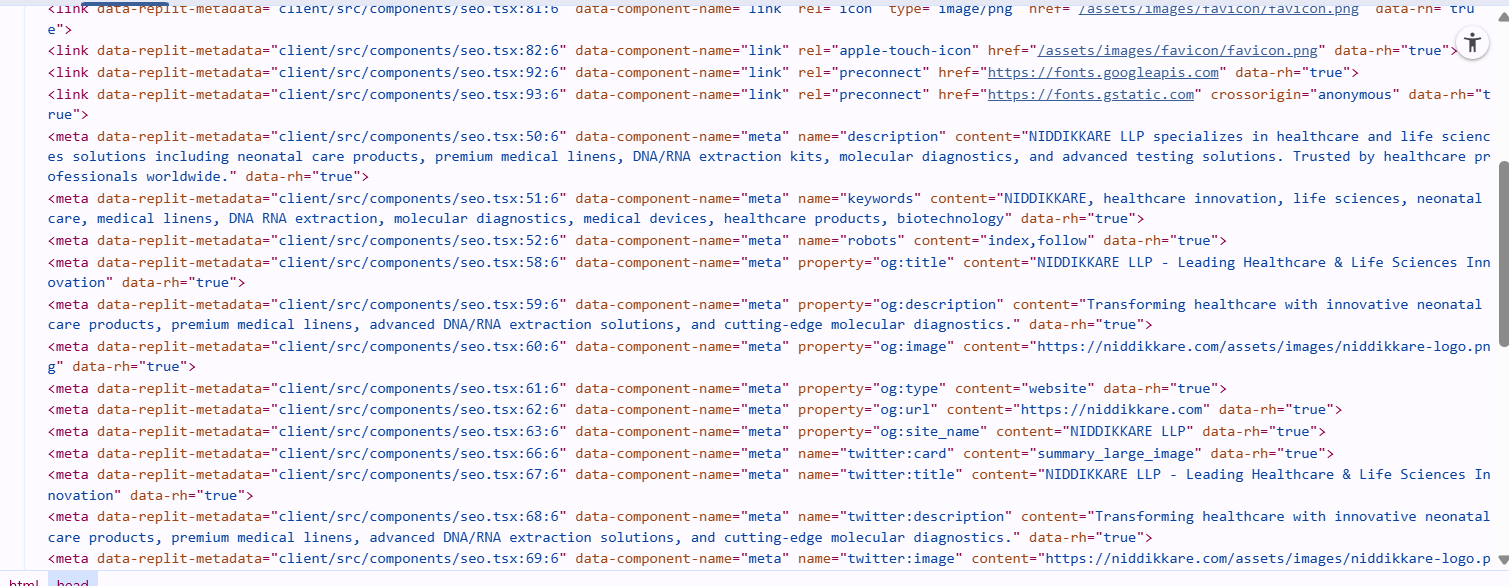 <link data-replit-metadata="client/src/components/seo.tsx:81:6" data-component-name="link" rel="icon" type="image/png" href="/assets/images/favicon/favicon.png" data-rh="tru
e">
<link data-replit-metadata="client/src/components/seo.tsx:82:6" data-component-name="link" rel="apple-touch-icon" href="/assets/images/favicon/favicon.png" data-rh="true">
<link data-replit-metadata="client/src/components/seo.tsx:92:6" data-component-name="link" rel="preconnect" href="https://fonts.googleapis.com" data-rh="true">
<link data-replit-metadata="client/src/components/seo.tsx:93:6" data-component-name="link" rel="preconnect" href="https://fonts.gstatic.com" crossorigin="anonymous" data-rh="t
rue">
<meta data-replit-metadata="client/src/components/seo.tsx:50:6" data-component-name="meta" name="description" content="NIDDIKKARE LLP specializes in healthcare and life scienc
es solutions including neonatal care products, premium medical linens, DNA/RNA extraction kits, molecular diagnostics, and advanced testing solutions. Trusted by healthcare pr
ofessionals worldwide." data-rh="true">
<meta data-replit-metadata="client/src/components/seo.tsx:51:6" data-component-name="meta" name="keywords" content="NIDDIKKARE, healthcare innovation, life sciences, neonatal
care, medical linens, DNA RNA extraction, molecular diagnostics, medical devices, healthcare products, biotechnology" data-rh="true">
<meta data-replit-metadata="client/src/components/seo.tsx:52:6" data-component-name="meta" name="robots" content="index,follow" data-rh="true">
<meta data-replit-metadata="client/src/components/seo.tsx:58:6" data-component-name="meta" property="og:title" content="NIDDIKKARE LLP - Leading Healthcare & Life Sciences Inn
ovation" data-rh="true">
<meta data-replit-metadata="client/src/components/seo.tsx:59:6" data-component-name="meta" property="og:description" content="Transforming healthcare with innovative neonatal
care products, premium medical linens, advanced DNA/RNA extraction solutions, and cutting-edge molecular diagnostics." data-rh="true">
<meta data-replit-metadata="client/src/components/seo.tsx:60:6" data-component-name="meta" property="og:image" content="https://niddikkare.com/assets/images/niddikkare-logo.pn
g" data-rh="true">
<meta data-replit-metadata="client/src/components/seo.tsx:61:6" data-component-name="meta" property="og:type" content="website" data-rh="true">
<meta data-replit-metadata="client/src/components/seo.tsx:62:6" data-component-name="meta" property="og:url" content="https://niddikkare.com" data-rh="true">
<meta data-replit-metadata="client/src/components/seo.tsx:63:6" data-component-name="meta" property="og:site_name" content="NIDDIKKARE LLP" data-rh="true">
<meta data-replit-metadata="client/src/components/seo.tsx:66:6" data-component-name="meta" name="twitter:card" content="summary_large_image" data-rh="true">
<meta data-replit-metadata="client/src/components/seo.tsx:67:6" data-component-name="meta" name="twitter:title" content="NIDDIKKARE LLP - Leading Healthcare & Life Sciences In
novation" data-rh="true">
<meta data-replit-metadata="client/src/components/seo.tsx:68:6" data-component-name="meta" name="twitter:description" content="Transforming healthcare with innovative neonatal
care products, premium medical linens, advanced DNA/RNA extraction solutions, and cutting-edge molecular diagnostics." data-rh="true">
<meta data-replit-metadata="client/src/components/seo.tsx:69:6" data-component-name="meta" name="twitter:image" content="https://niddikkare.com/assets/images/niddikkare-logo.p
html head